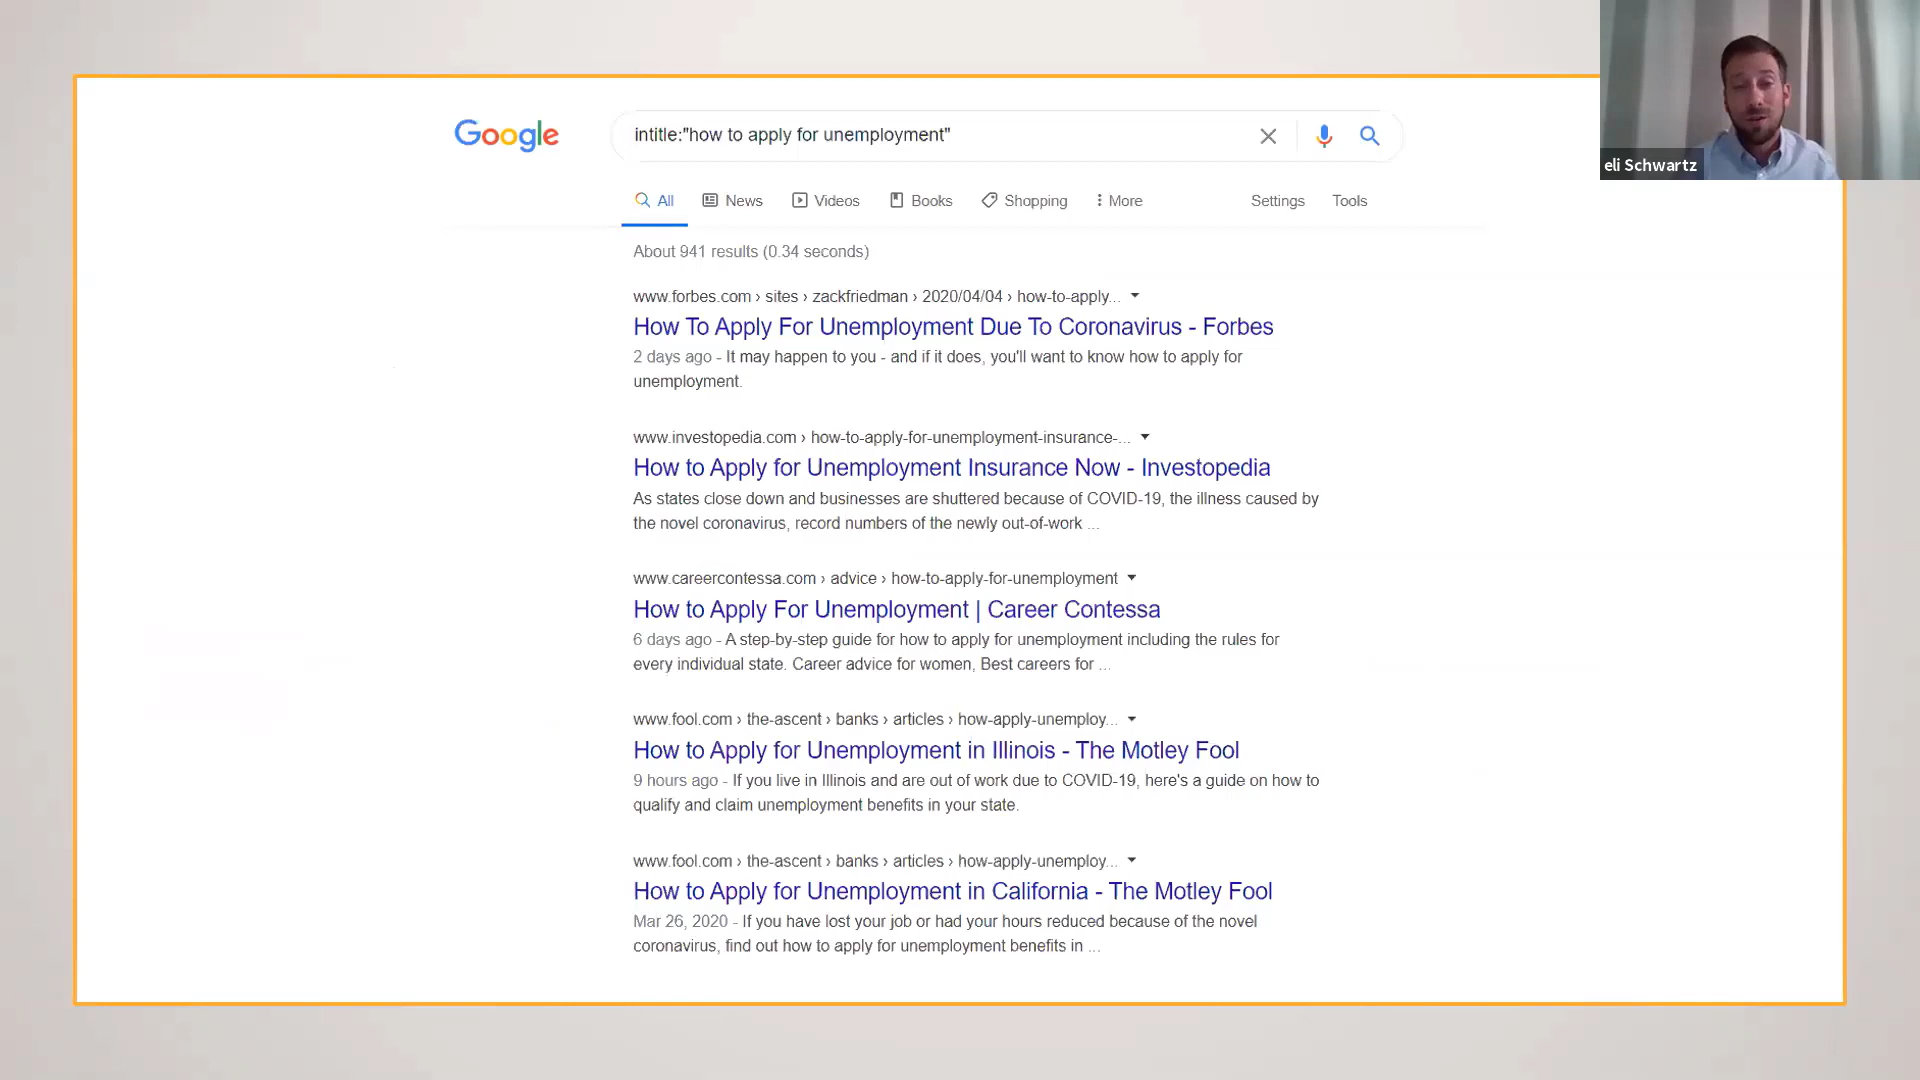 eli Schwartz
Google
intitle:"how to apply for unemployment"
All News Videos Books Shopping More Settings Tools
About 941 results (0.34 seconds)
www.forbes.com › sites › zackfriedman › 2020/04/04 › how-to-apply...
How To Apply For Unemployment Due To Coronavirus - Forbes
2 days ago - It may happen to you - and if it does, you'll want to know how to apply for
unemployment.
www.investopedia.com › how-to-apply-for-unemployment-insurance-...
How to Apply for Unemployment Insurance Now - Investopedia
As states close down and businesses are shuttered because of COVID-19, the illness caused by
the novel coronavirus, record numbers of the newly out-of-work ...
www.careercontessa.com › advice › how-to-apply-for-unemployment
How to Apply For Unemployment | Career Contessa
6 days ago - A step-by-step guide for how to apply for unemployment including the rules for
every individual state. Career advice for women, Best careers for ...
www.fool.com › the-ascent › banks › articles › how-apply-unemploy...
How to Apply for Unemployment in Illinois - The Motley Fool
9 hours ago - If you live in Illinois and are out of work due to COVID-19, here's a guide on how to
qualify and claim unemployment benefits in your state.
www.fool.com › the-ascent › banks › articles › how-apply-unemploy...
How to Apply for Unemployment in California - The Motley Fool
Mar 26, 2020 - If you have lost your job or had your hours reduced because of the novel
coronavirus, find out how to apply for unemployment benefits in ...